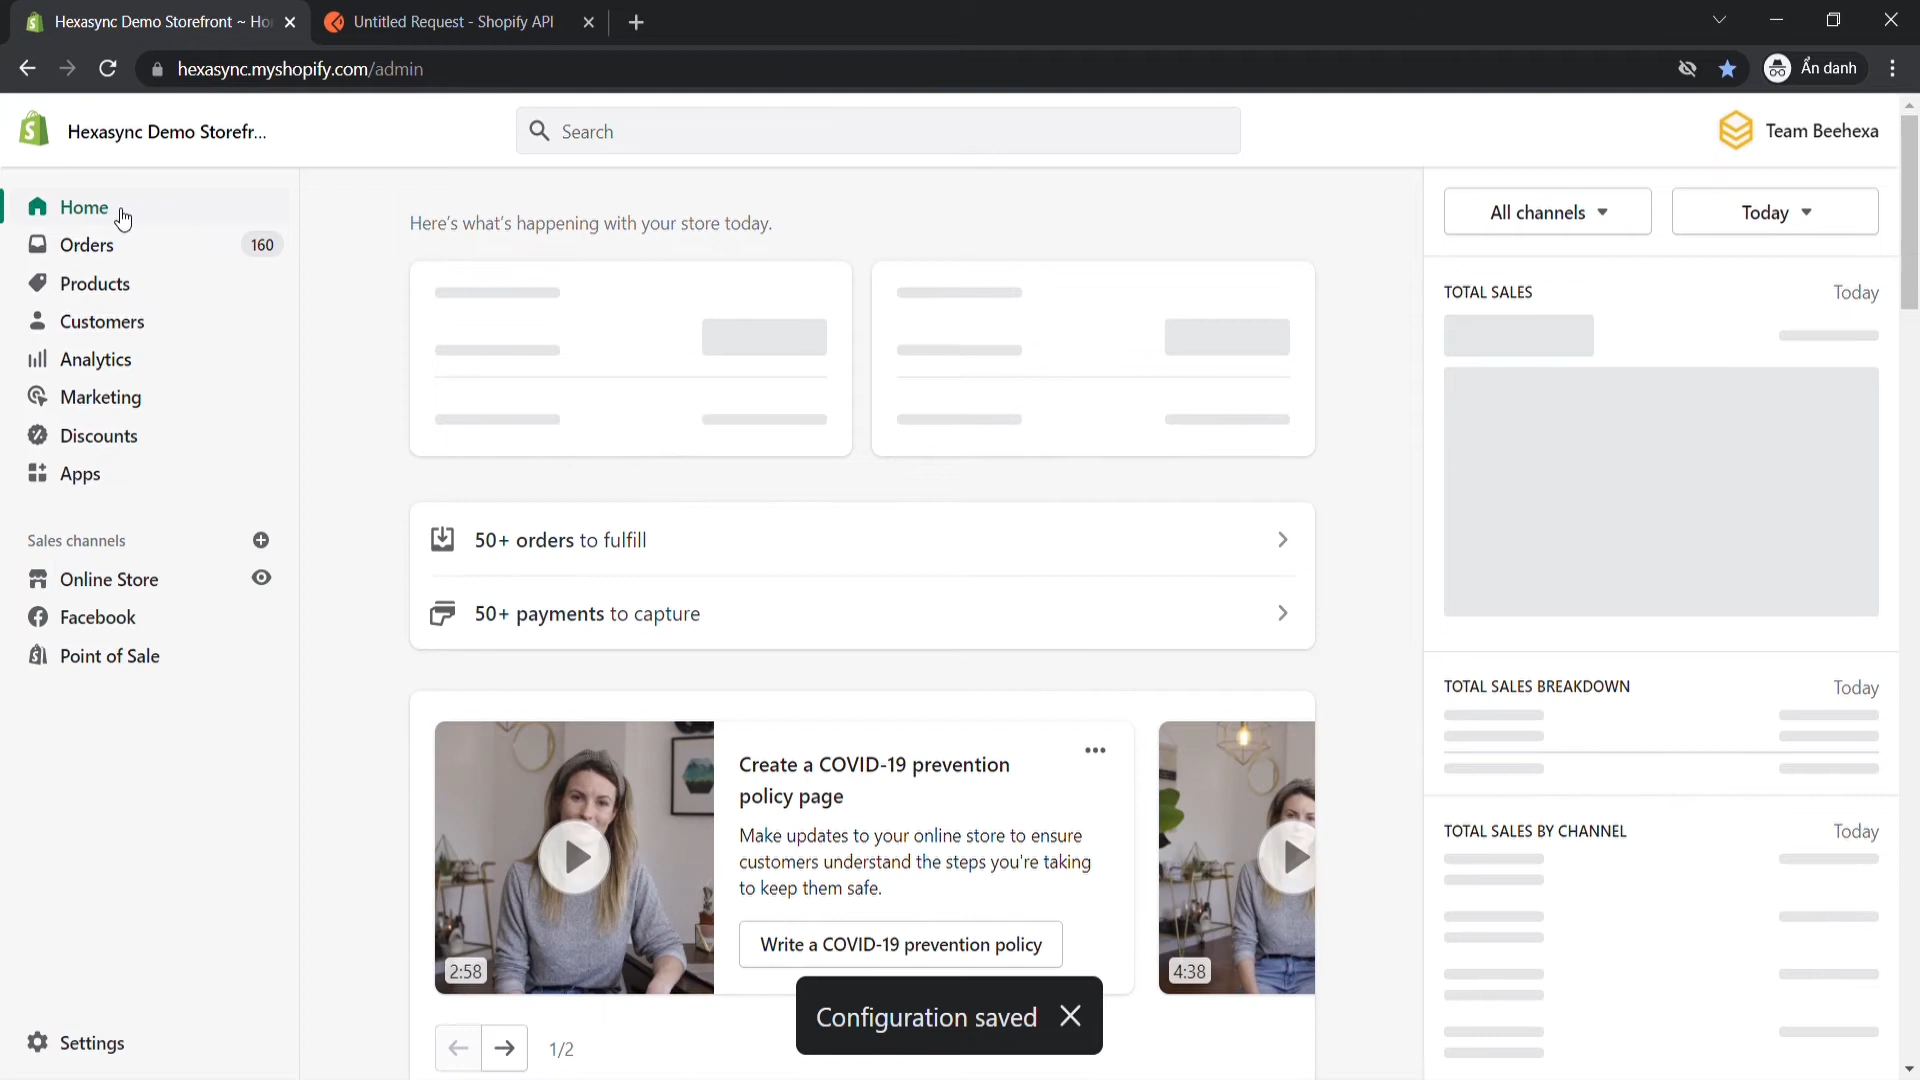 Hexasync Demo Storefront ~ Ho
Untitled Request - Shopify API
hexasync.myshopify.com/admin
Ẩn danh
Hexasync Demo Storefr...
Search
Team Beehexa
Home
Orders
160
Products
Customers
Analytics
Marketing
Discounts
Apps
Sales channels
Online Store
Facebook
Point of Sale
Settings
Here's what's happening with your store today.
50+ orders to fulfill
50+ payments to capture
Create a COVID-19 prevention
policy page
Make updates to your online store to ensure
customers understand the steps you're taking
to keep them safe.
Write a COVID-19 prevention policy
2:58
4:38
1/2
Configuration saved
All channels
Today
TOTAL SALES
Today
TOTAL SALES BREAKDOWN
Today
TOTAL SALES BY CHANNEL
Today